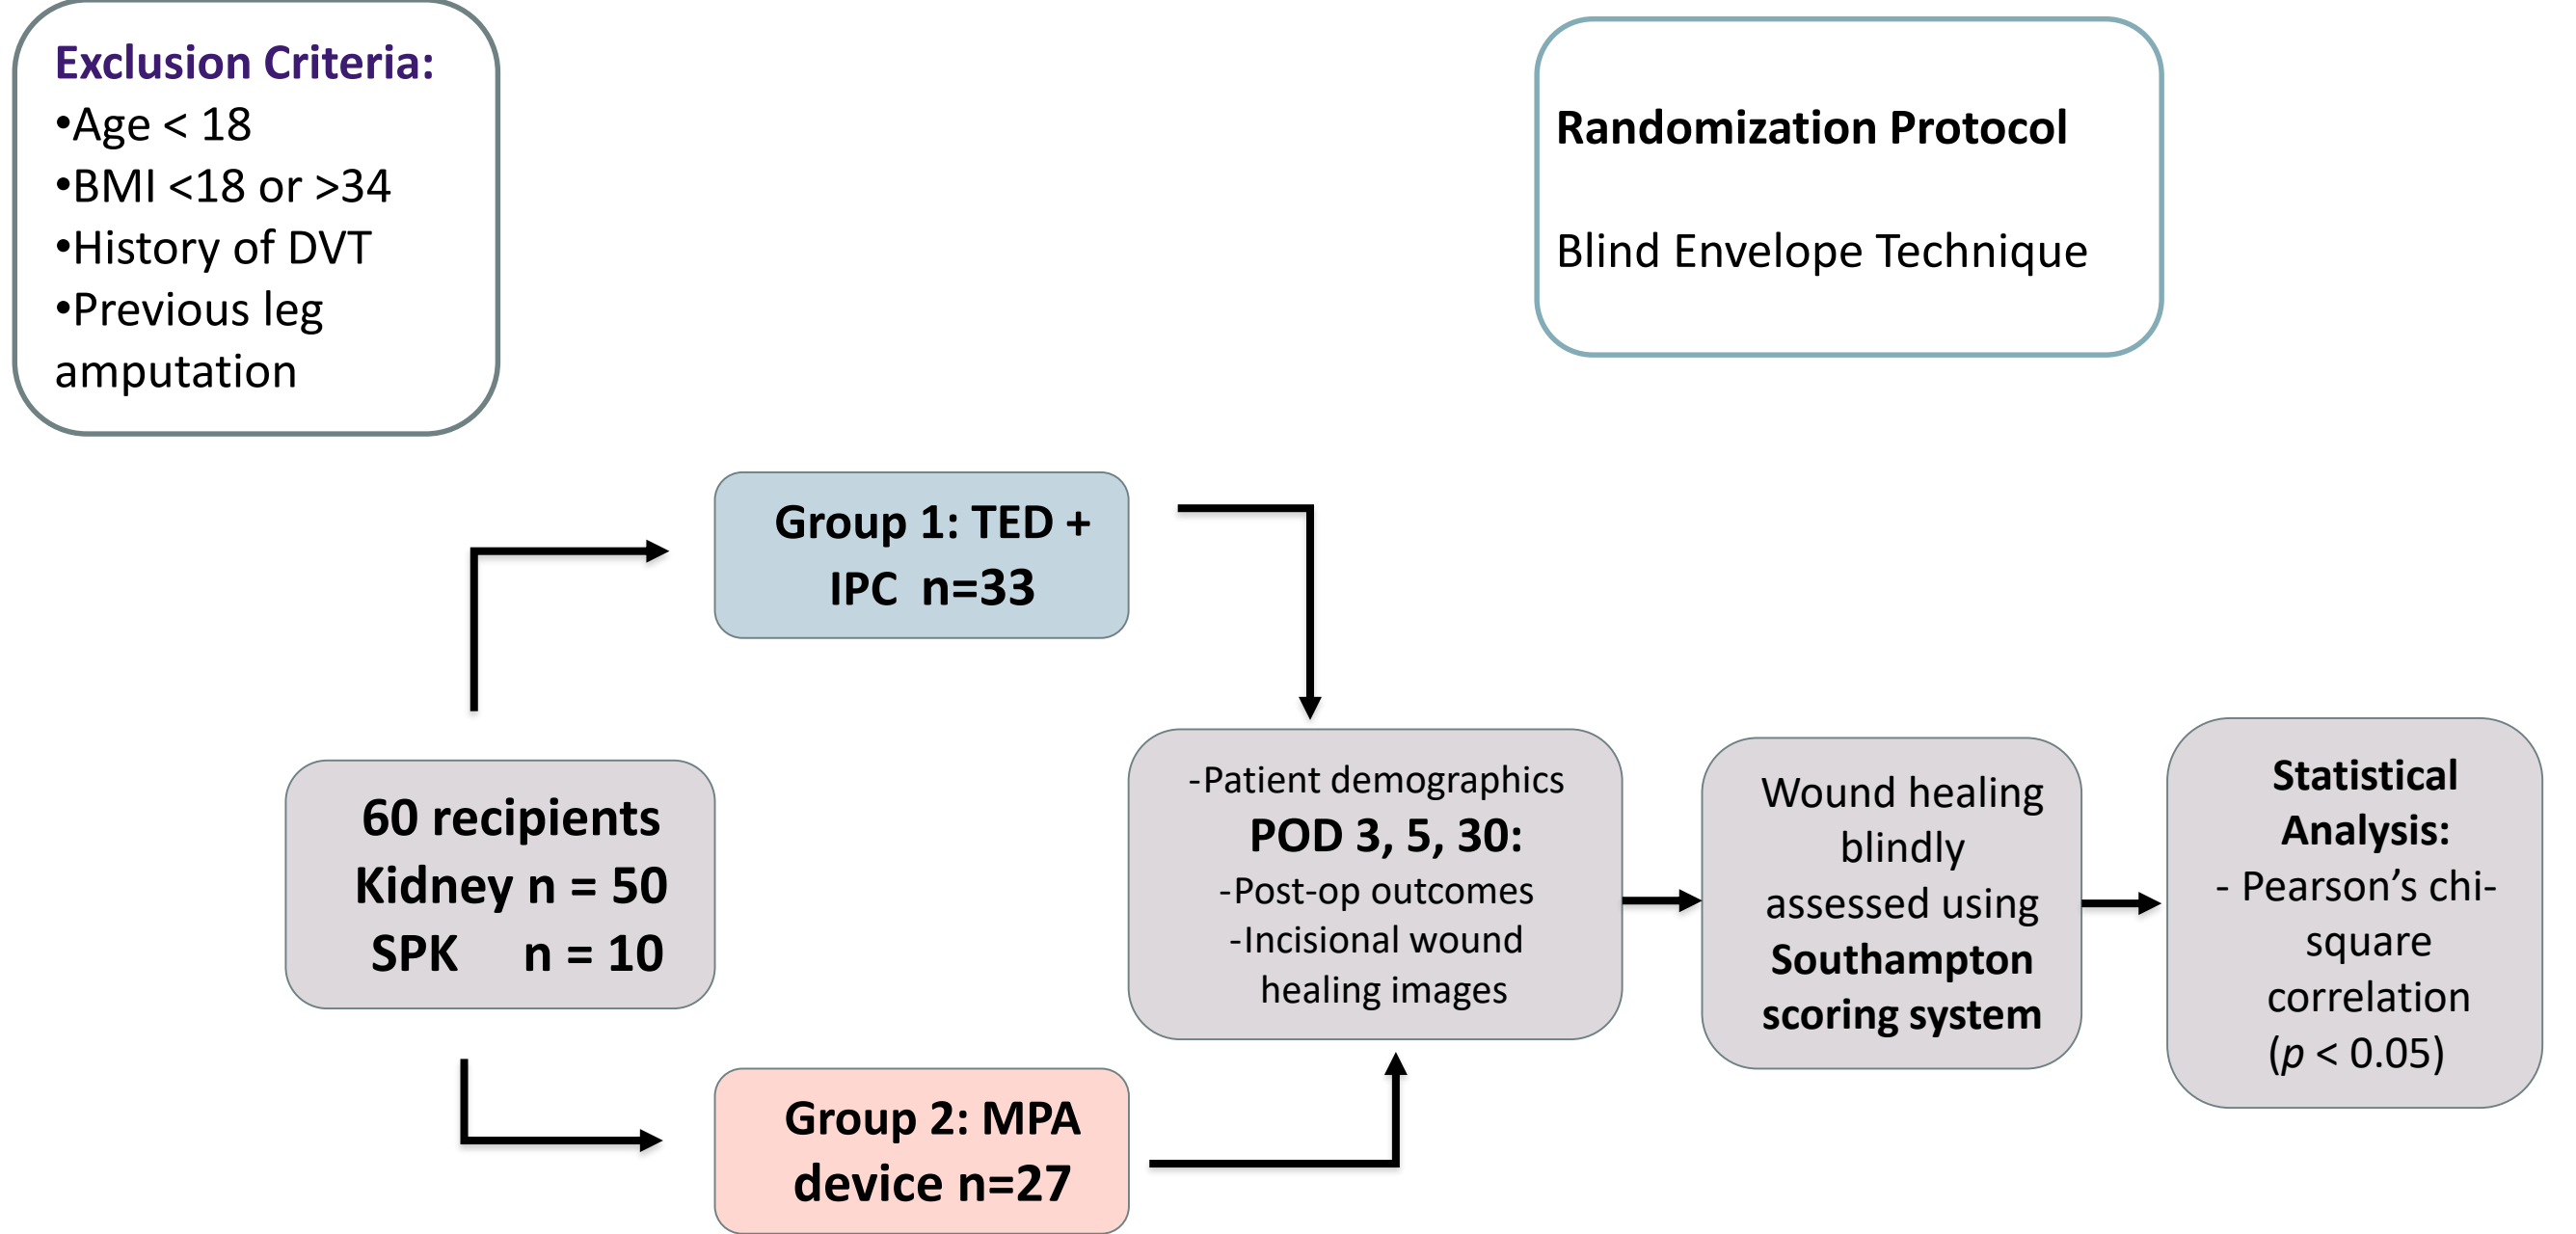 Exclusion Criteria:
•Age < 18
•BMI <18 or >34
•History of DVT
•Previous leg
amputation
Randomization Protocol
Blind Envelope Technique
Group 1: TED +
IPC n=33
60 recipients
Kidney n = 50
SPK n = 10
Group 2: MPA
device n=27
-Patient demographics
POD 3, 5, 30:
-Post-op outcomes
-Incisional wound
healing images
Wound healing
blindly
assessed using
Southampton
scoring system
Statistical
Analysis:
- Pearson’s chi-
square
correlation
(p < 0.05)